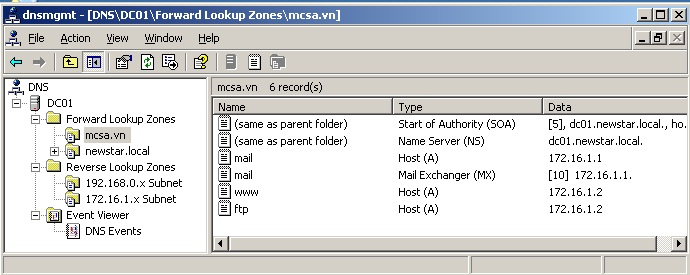 dnsmgmt - [DNS\DC01\Forward Lookup Zones\mcsa.vn]
File Action View Window Help
DNS
DC01
Forward Lookup Zones
mcsa.vn
newstar.local
Reverse Lookup Zones
192.168.0.x Subnet
172.16.1.x Subnet
Event Viewer
DNS Events
mcsa.vn 6 record(s)
Name Type Data
(same as parent folder) Start of Authority (SOA) [5], dc01.newstar.local., ho...
(same as parent folder) Name Server (NS) dc01.newstar.local.
mail Host (A) 172.16.1.1
mail Mail Exchanger (MX) [10] 172.16.1.1.
www Host (A) 172.16.1.2
ftp Host (A) 172.16.1.2